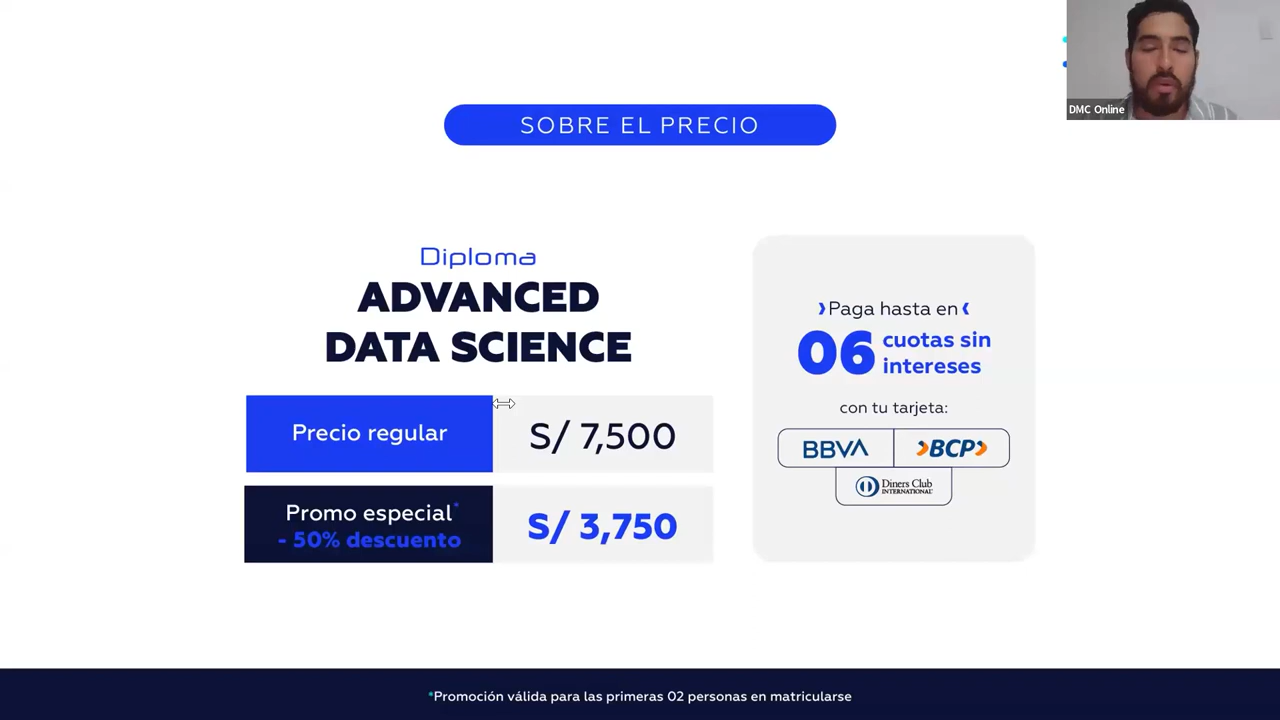 DMC Online
SOBRE EL PRECIO
Diploma
ADVANCED
DATA SCIENCE
Precio regular
S/ 7,500
Promo especial*
- 50% descuento
S/ 3,750
Paga hasta en
06 cuotas sin
intereses
con tu tarjeta:
BBVA
BCP
Diners Club
INTERNATIONAL
*Promoción válida para las primeras 02 personas en matricularse